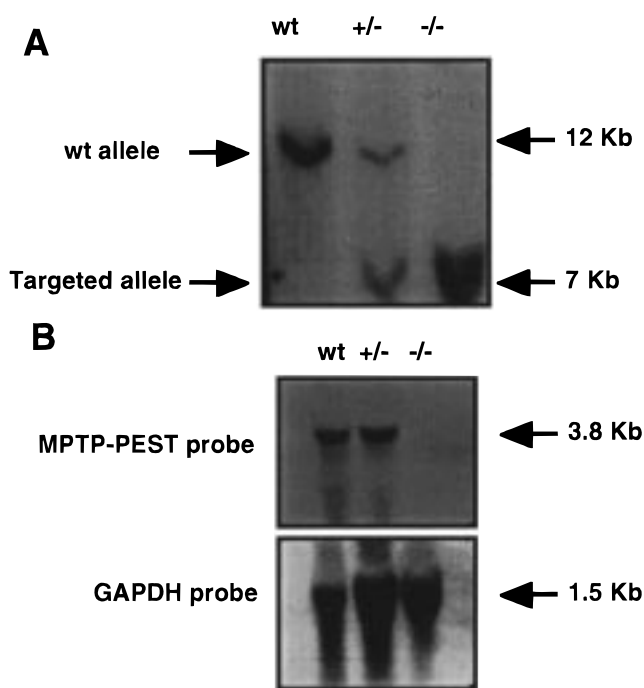 A
wt +/- -/-
wt allele
12 Kb
Targeted allele
7 Kb
B
wt +/- -/-
MPTP-PEST probe
3.8 Kb
GAPDH probe
1.5 Kb